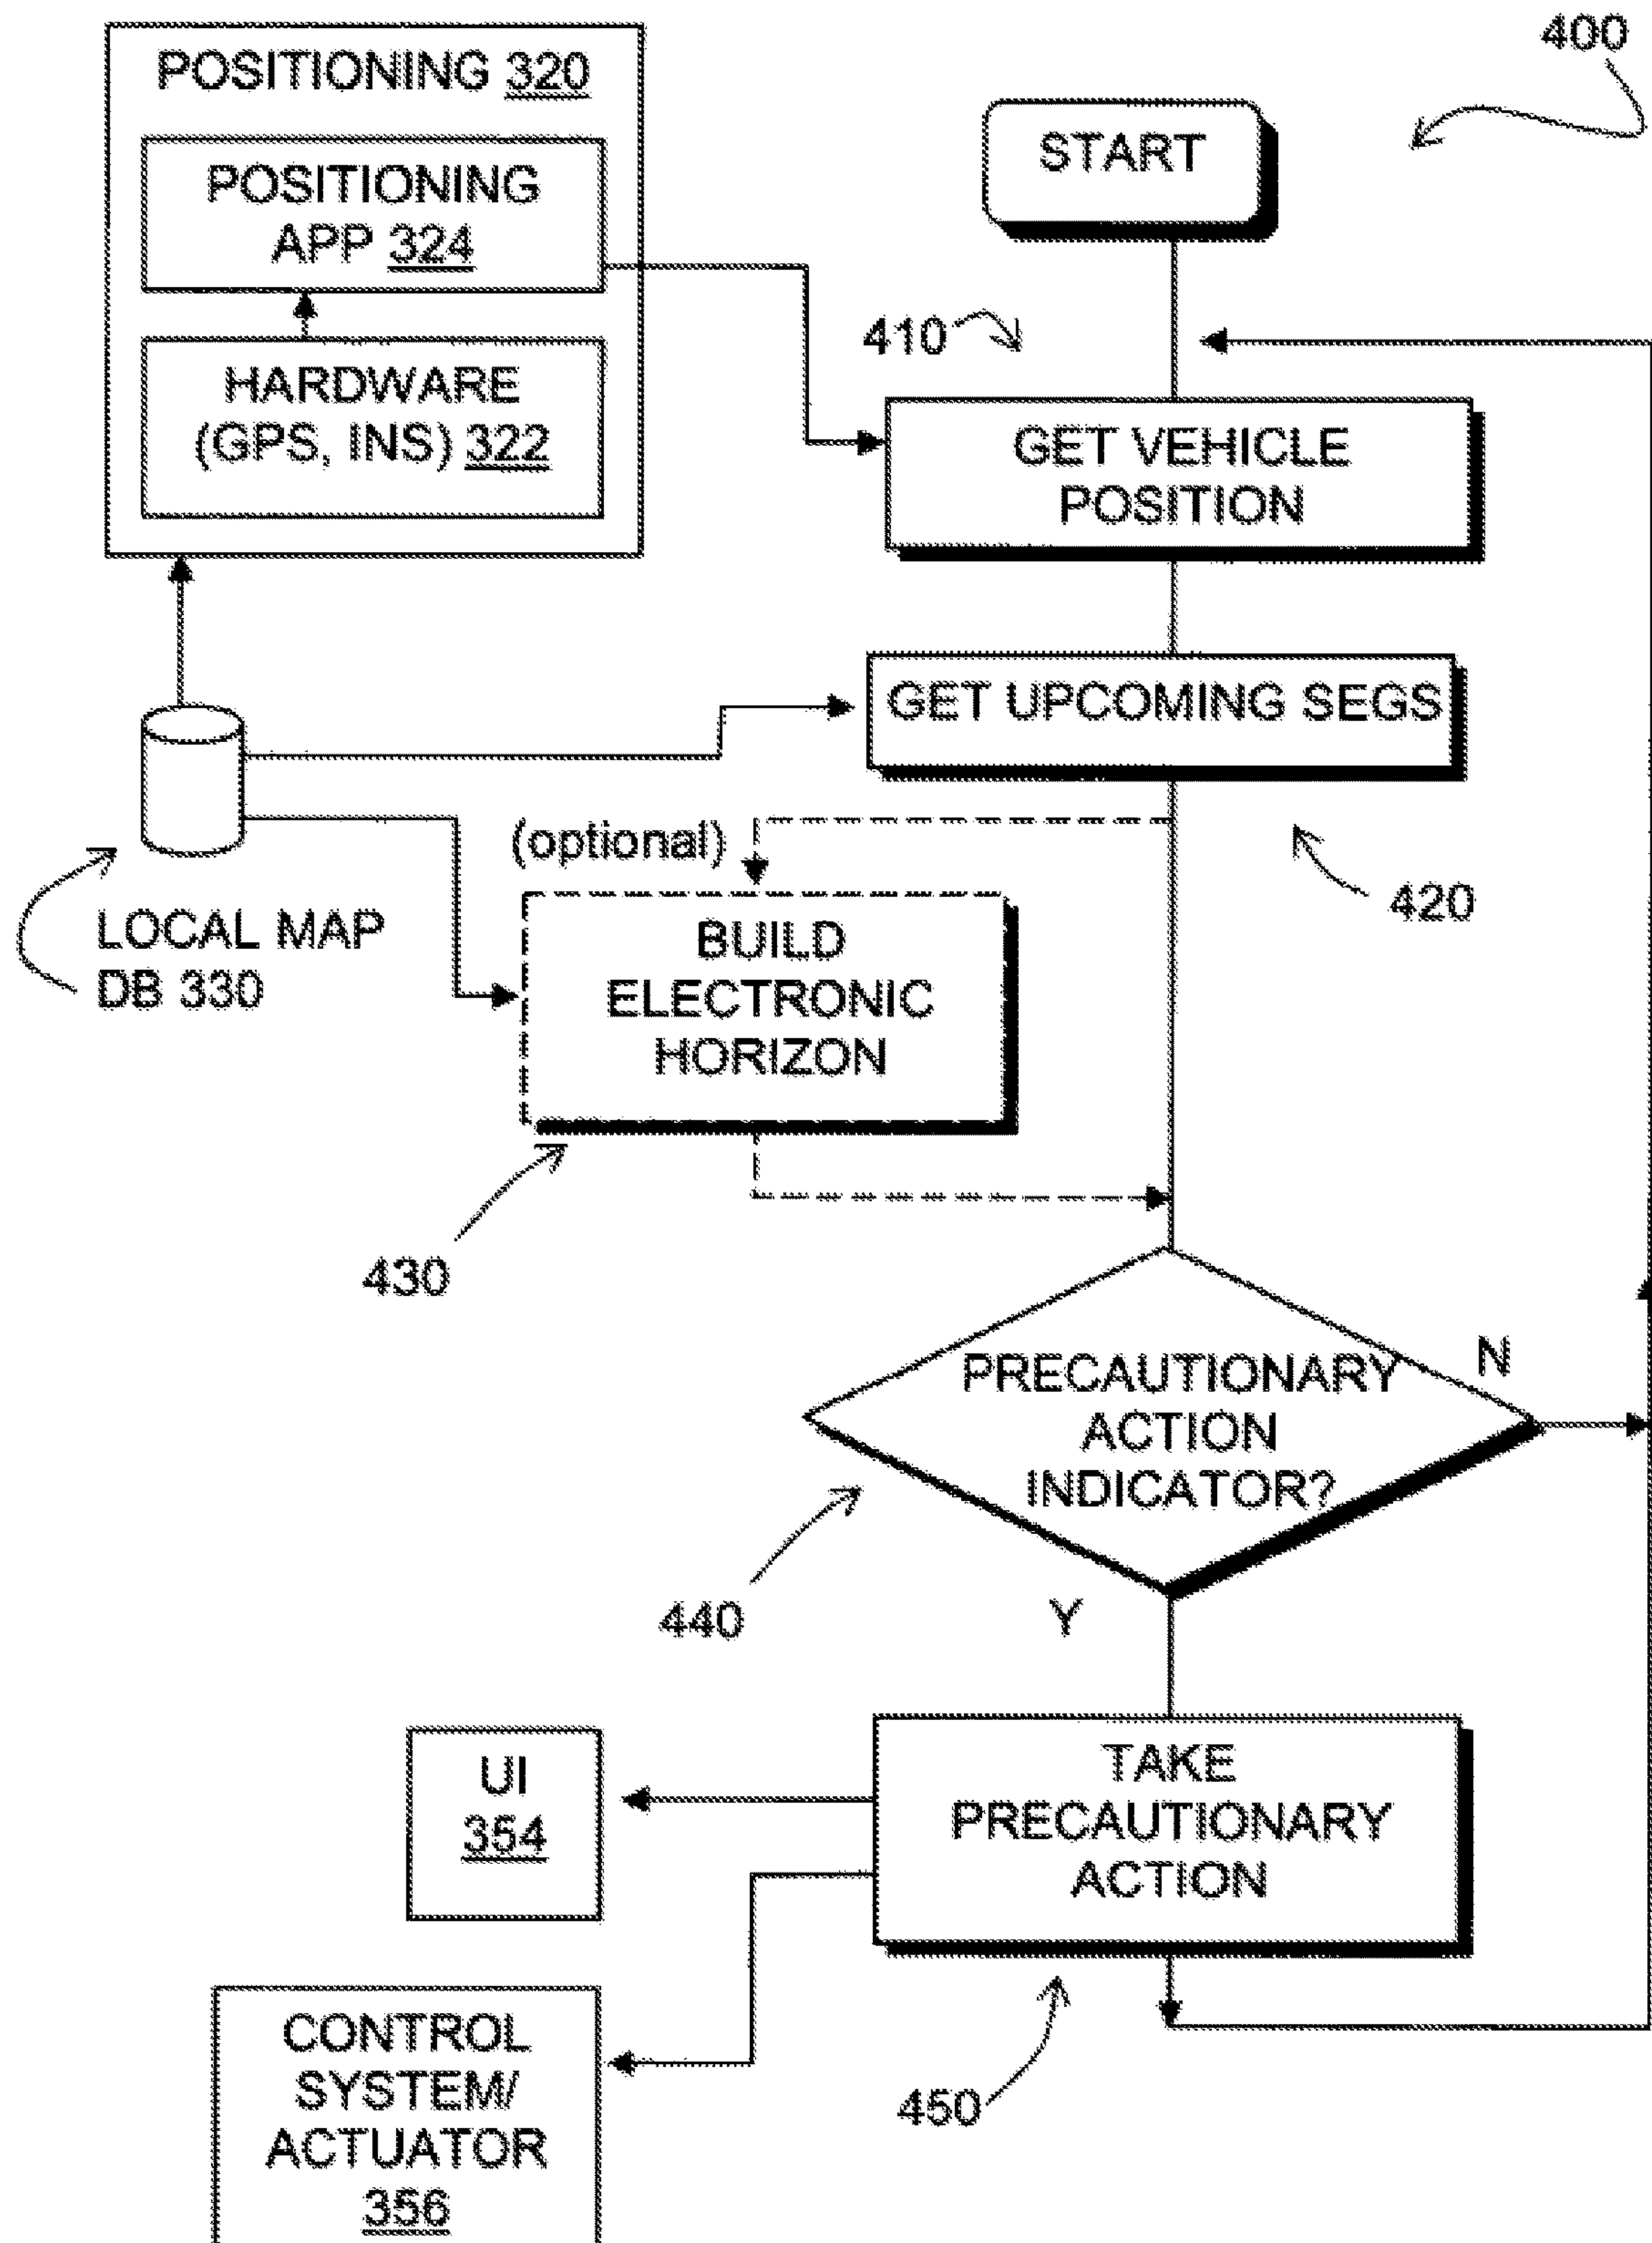 400
POSITIONING 320
POSITIONING
APP 324
HARDWARE
(GPS, INS) 322
START
410
GET VEHICLE
POSITION
GET UPCOMING SEGS
420
(optional)
LOCAL MAP
DB 330
BUILD
ELECTRONIC
HORIZON
430
PRECAUTIONARY
ACTION
INDICATOR?
N
440
Y
TAKE
PRECAUTIONARY
ACTION
UI
354
450
CONTROL
SYSTEM/
ACTUATOR
356